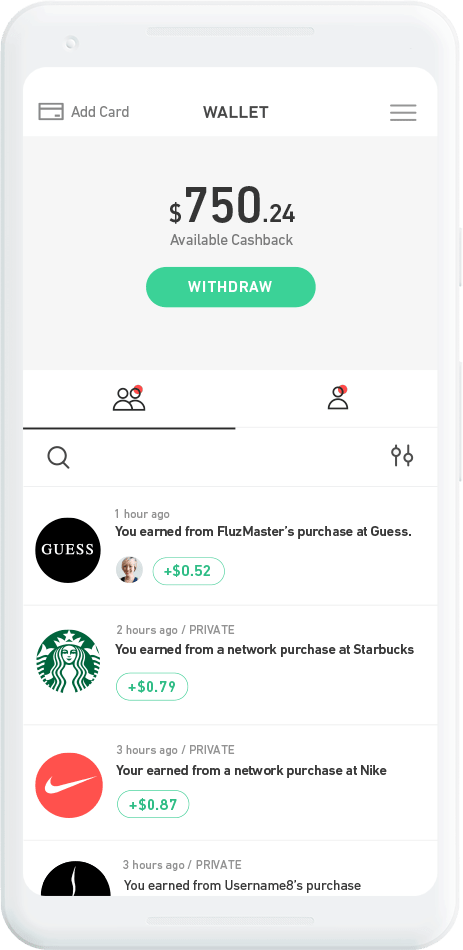 Add Card
WALLET
$750.24
Available Cashback
WITHDRAW
1 hour ago
You earned from FluzMaster's purchase at Guess.
GUESS
+$0.52
2 hours ago / PRIVATE
You earned from a network purchase at Starbucks
+$0.79
3 hours ago / PRIVATE
Your earned from a network purchase at Nike
+$0.87
3 hours ago / PRIVATE
You earned from Username8's purchase